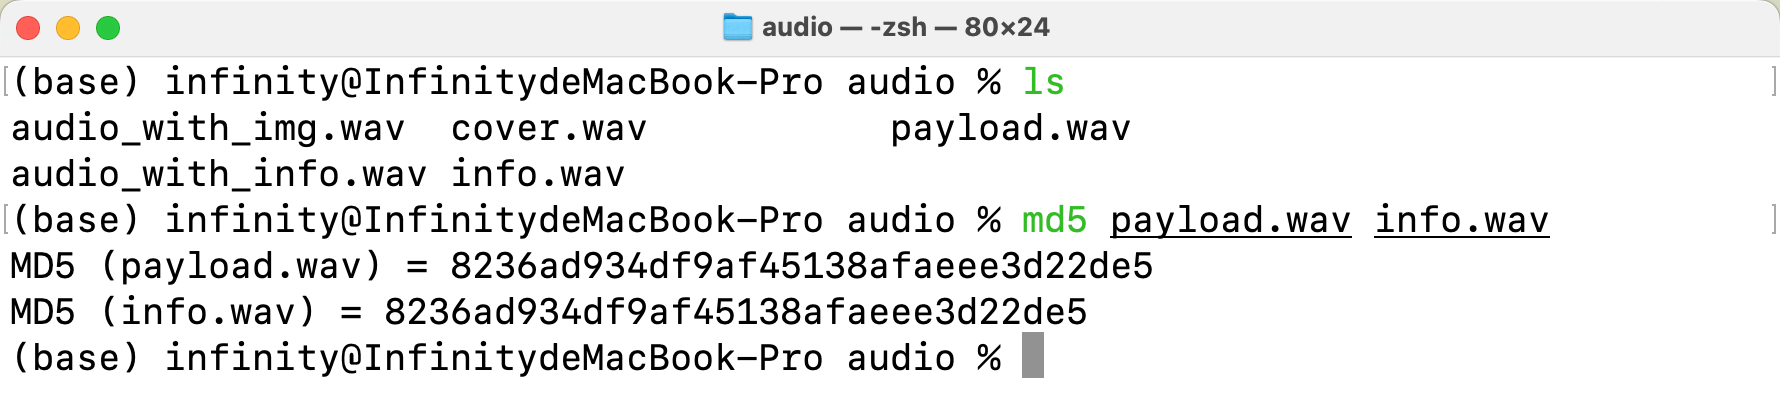 audio — -zsh — 80×24
(base) infinity@InfinitydeMacBook-Pro audio % ls
audio_with_img.wav  cover.wav           payload.wav
audio_with_info.wav info.wav
(base) infinity@InfinitydeMacBook-Pro audio % md5 payload.wav info.wav
MD5 (payload.wav) = 8236ad934df9af45138afaeee3d22de5
MD5 (info.wav) = 8236ad934df9af45138afaeee3d22de5
(base) infinity@InfinitydeMacBook-Pro audio %